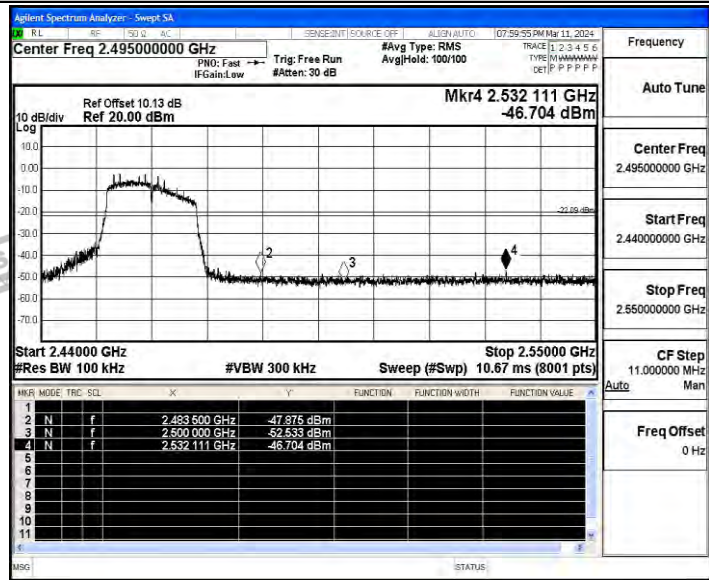 Agilent Spectrum Analyzer - Swept SA
RL RF 50 Ω AC SENSE:INT SOURCE OFF ALIGN AUTO 07:59:55 PM Mar 11, 2024
Center Freq 2.495000000 GHz
PNO: Fast
IFGain:Low
Trig: Free Run
#Atten: 30 dB
#Avg Type: RMS
Avg|Hold: 100/100
TRACE 1 2 3 4 5 6
TYPE M WWWWW
DET P P P P P P
Frequency
Auto Tune
Center Freq
2.495000000 GHz
Start Freq
2.440000000 GHz
Stop Freq
2.550000000 GHz
CF Step
11.000000 MHz
Auto Man
Freq Offset
0 Hz
Mkr4 2.532 111 GHz
-46.704 dBm
Ref Offset 10.13 dB
10 dB/div Ref 20.00 dBm
Log
10.0
0.00
-10.0
-20.0
-22.89 dBm
-30.0
-40.0
2
3
4
-50.0
-60.0
-70.0
Start 2.44000 GHz Stop 2.55000 GHz
#Res BW 100 kHz #VBW 300 kHz Sweep (#Swp) 10.67 ms (8001 pts)
MKR MODE TRC SCL X Y FUNCTION FUNCTION WIDTH FUNCTION VALUE
1
2 N f 2.483 500 GHz -47.875 dBm
3 N f 2.500 000 GHz -52.533 dBm
4 N f 2.532 111 GHz -46.704 dBm
5
6
7
8
9
10
11
MSG STATUS